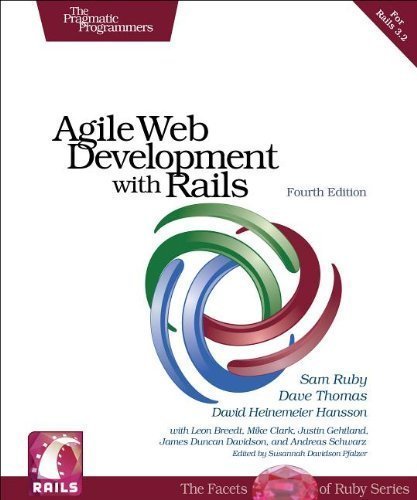 The
Pragmatic
Programmers
For
Rails 3.2
Agile Web
Development
with Rails
Fourth Edition
Sam Ruby
Dave Thomas
David Heinemeier Hansson
with Leon Breedt, Mike Clark, Justin Gehtland,
James Duncan Davidson, and Andreas Schwarz
Edited by Susannah Davidson Pfalzer
RAILS
The Facets of Ruby Series